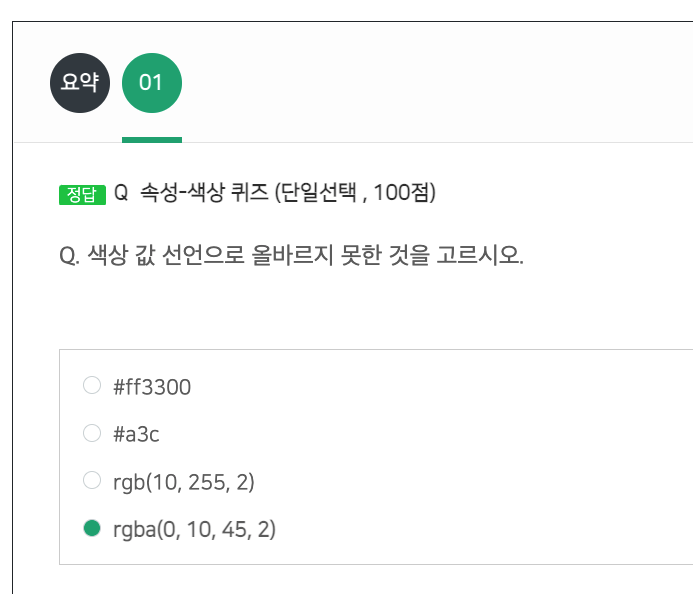 요약 01
정답 Q 속성-색상 퀴즈 (단일선택 , 100점)
Q. 색상 값 선언으로 올바르지 못한 것을 고르시오.
#ff3300
#a3c
rgb(10, 255, 2)
rgba(0, 10, 45, 2)